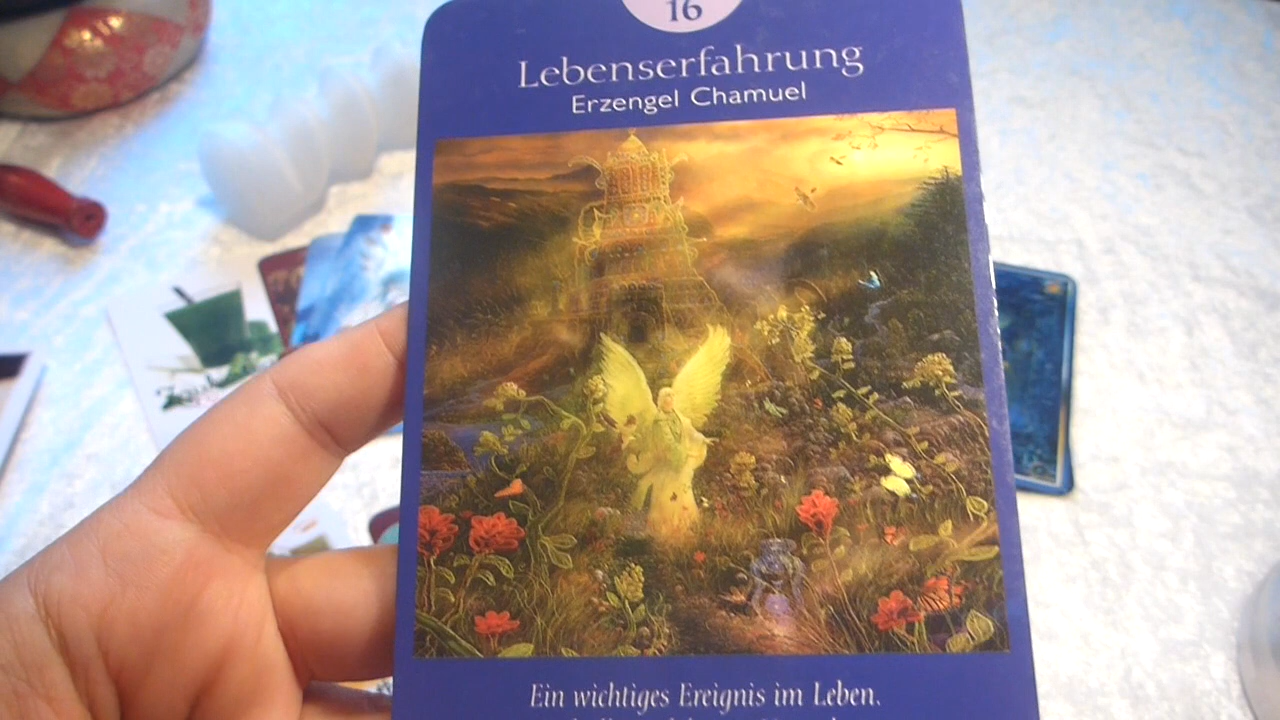 16
Lebenserfahrung
Erzengel Chamuel
Ein wichtiges Ereignis im Leben.